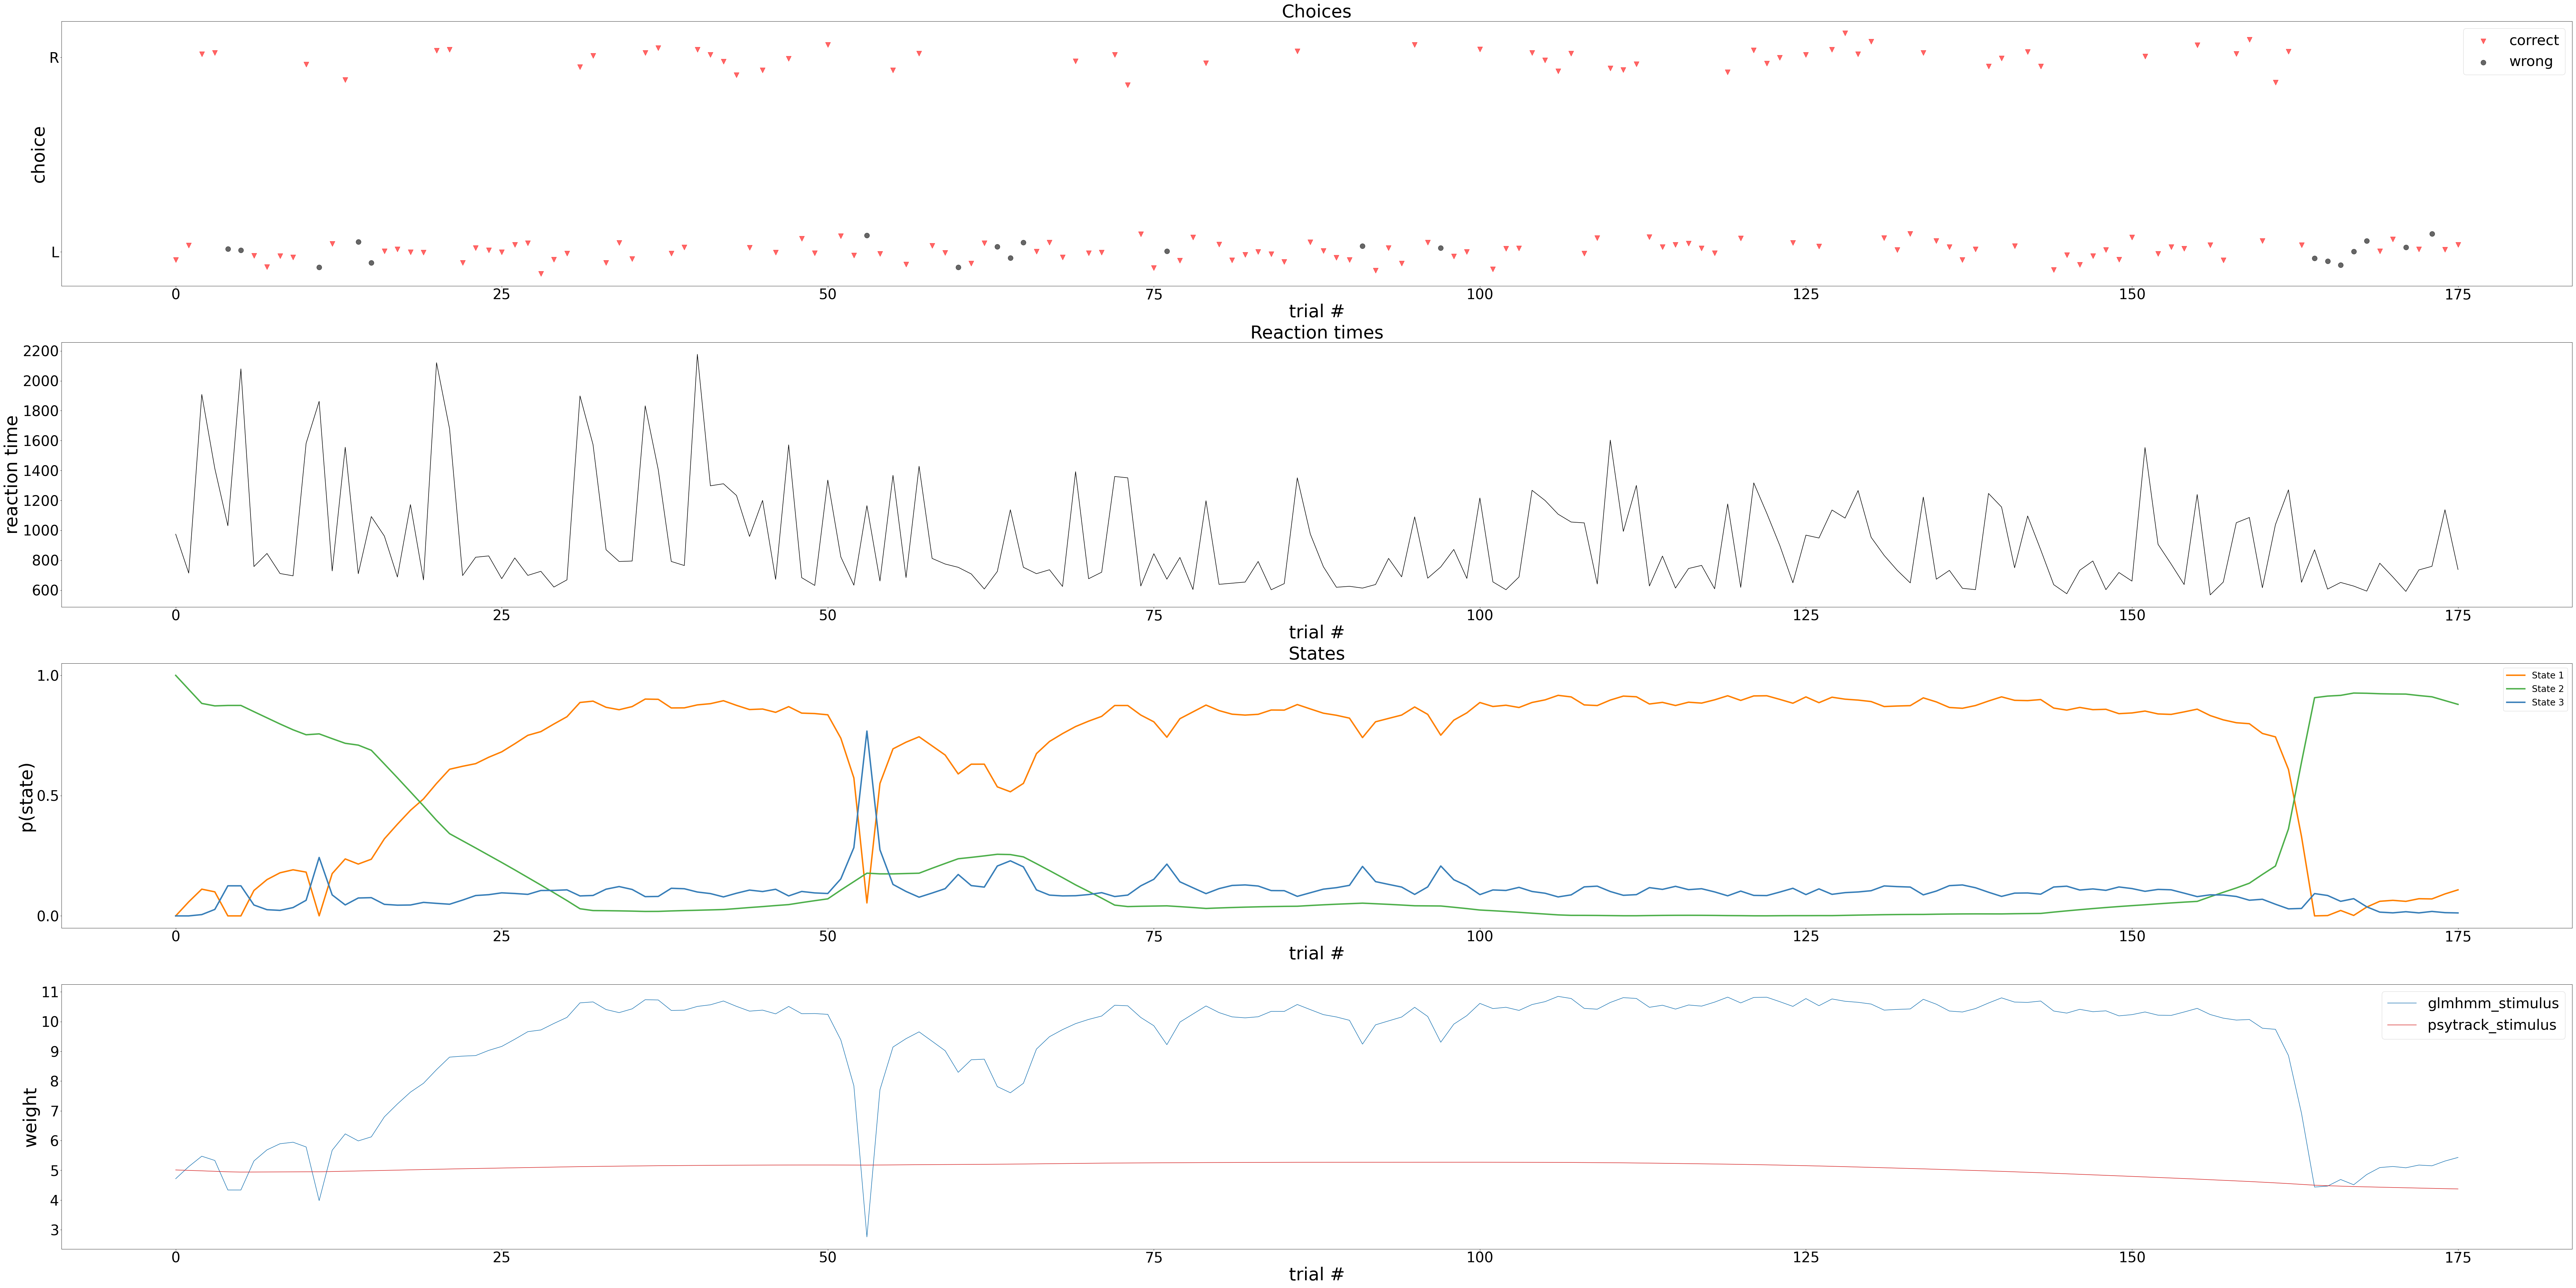 Choices
R
L
choice
correct
wrong
0 25 50 75 100 125 150 175
trial #
Reaction times
2200
2000
1800
1600
1400
1200
1000
800
600
reaction time
0 25 50 75 100 125 150 175
trial #
States
1.0
0.5
0.0
p(state)
State 1
State 2
State 3
0 25 50 75 100 125 150 175
trial #
11
10
9
8
7
6
5
4
3
weight
glmhmm_stimulus
psytrack_stimulus
0 25 50 75 100 125 150 175
trial #